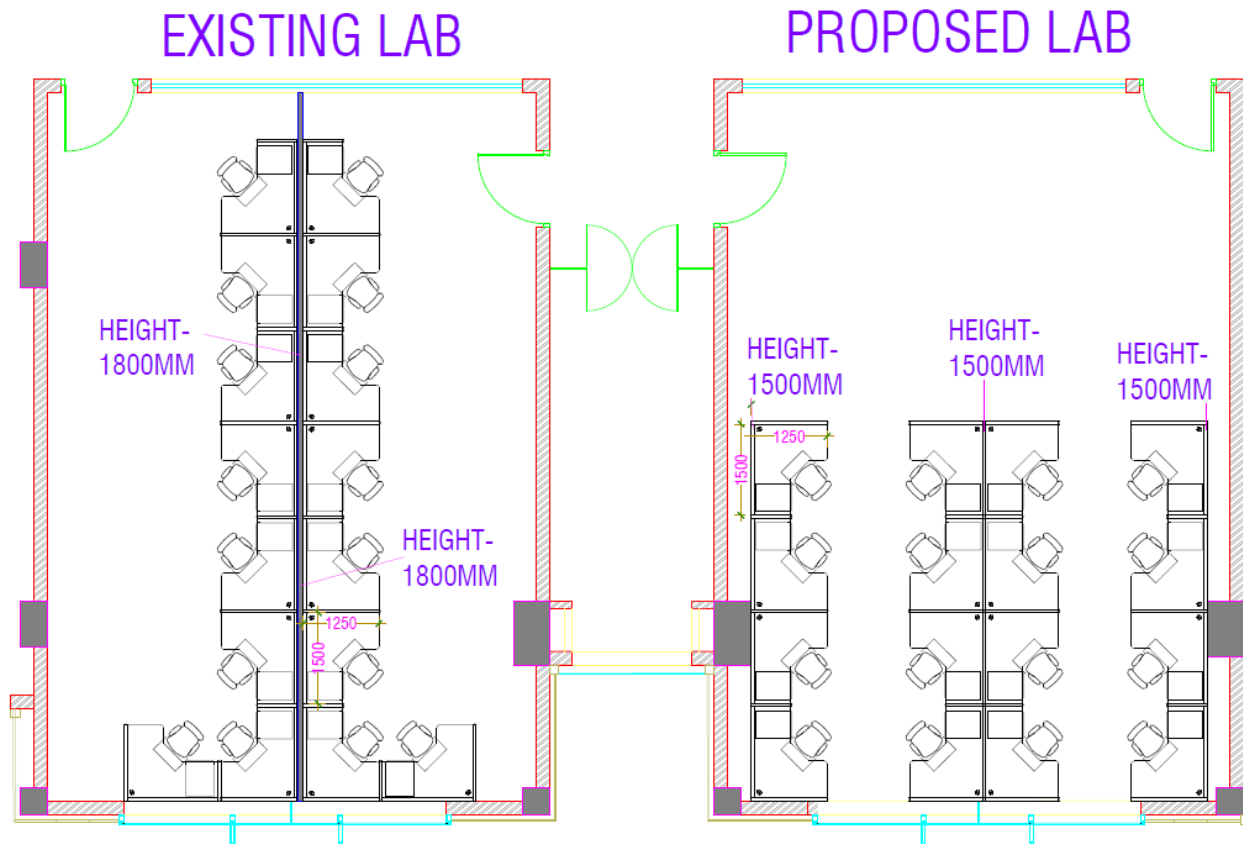 EXISTING LAB
PROPOSED LAB
HEIGHT-
1800MM
HEIGHT-
1500MM
HEIGHT-
1500MM
HEIGHT-
1500MM
1250
1500
HEIGHT-
1800MM
1250
1500